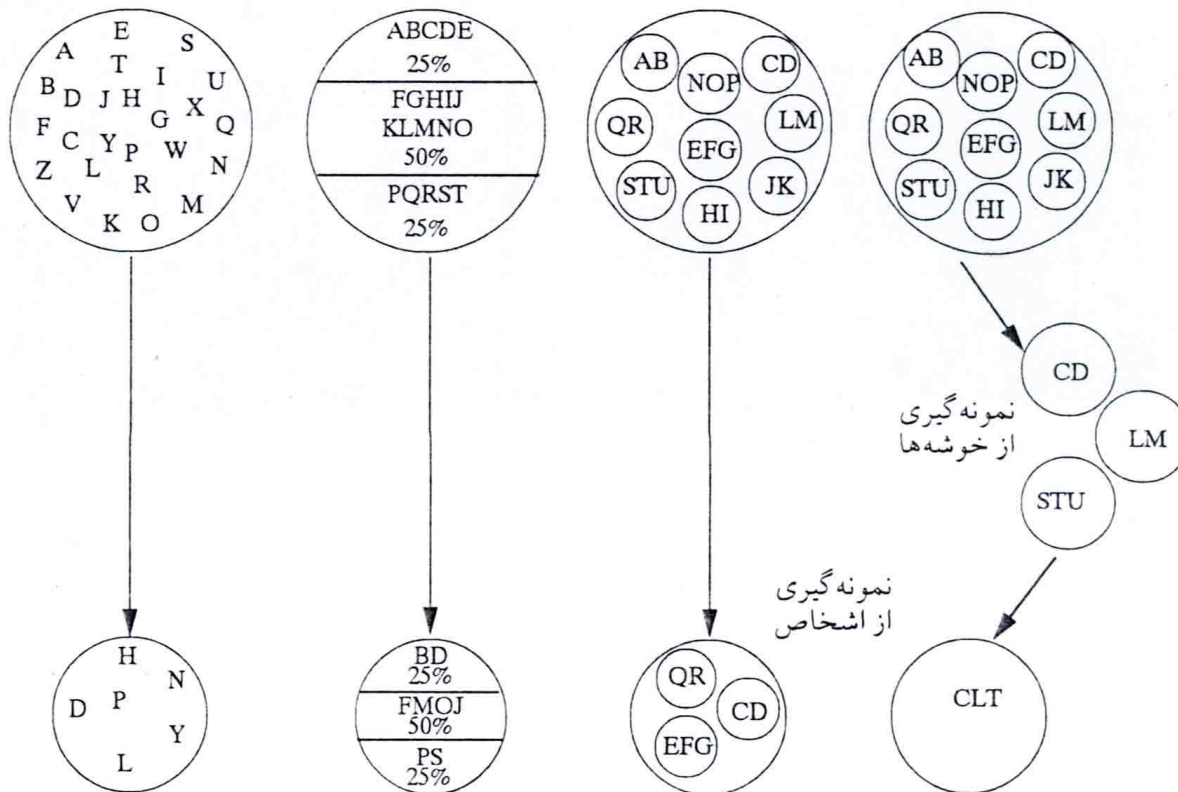 E
A
S
T
I
B
D
J
H
U
X
F
G
Q
C
Y
P
W
Z
L
N
R
V
K
O
M
ABCDE
25%
FGHIJ
KLMNO
50%
PQRST
25%
AB
NOP
CD
QR
EFG
LM
STU
HI
JK
AB
NOP
CD
QR
EFG
LM
STU
HI
JK
CD
نمونه‌گیری
از خوشه‌ها
LM
STU
نمونه‌گیری
از اشخاص
H
N
D
P
Y
L
BD
25%
FMOJ
50%
PS
25%
QR
CD
EFG
CLT